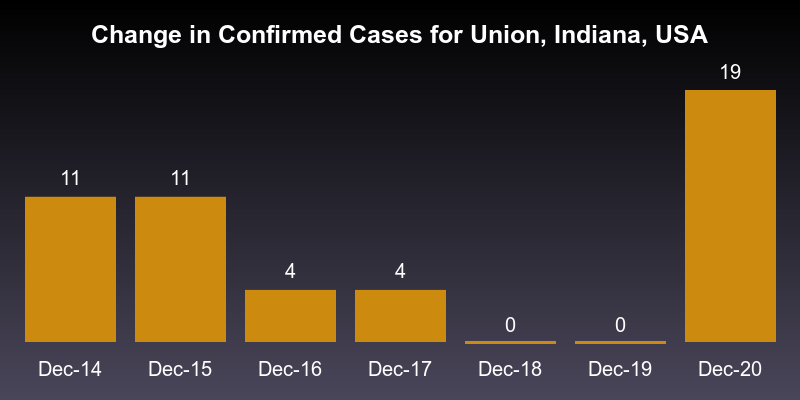 Change in Confirmed Cases for Union, Indiana, USA
19
11 11
4 4
0 0
Dec-14 Dec-15 Dec-16 Dec-17 Dec-18 Dec-19 Dec-20